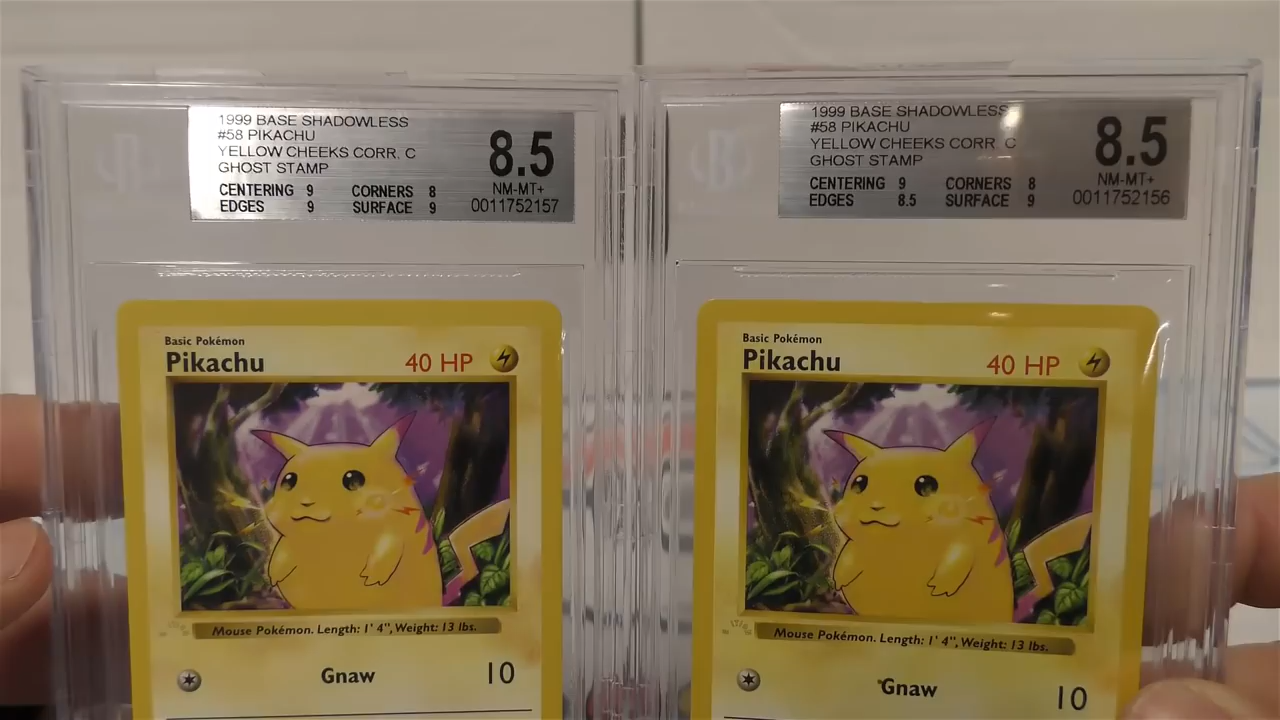 1999 BASE SHADOWLESS
#58 PIKACHU
YELLOW CHEEKS CORR. C
GHOST STAMP
8.5
NM-MT+
CENTERING 9 CORNERS 8
EDGES 9 SURFACE 9
0011752157
Basic Pokémon
Pikachu 40 HP
Mouse Pokémon. Length: 1' 4", Weight: 13 lbs.
Gnaw 10
1999 BASE SHADOWLESS
#58 PIKACHU
YELLOW CHEEKS CORR. C
GHOST STAMP
8.5
NM-MT+
CENTERING 9 CORNERS 8
EDGES 8.5 SURFACE 9
0011752156
Basic Pokémon
Pikachu 40 HP
Mouse Pokémon. Length: 1' 4", Weight: 13 lbs.
Gnaw 10